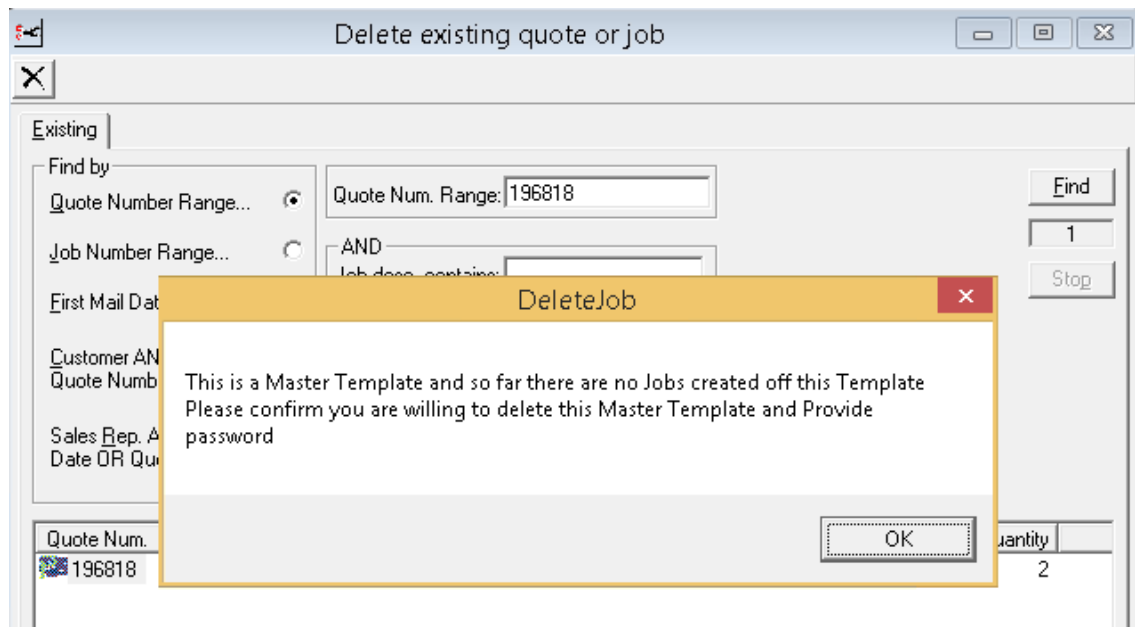 Delete existing quote or job
Existing
Find by
Quote Number Range...
Quote Num. Range: 196818
Find
1
Job Number Range...
AND
Stop
First Mail Dat
DeleteJob
Customer AN
Quote Numb
This is a Master Template and so far there are no Jobs created off this Template
Please confirm you are willing to delete this Master Template and Provide
password
Sales Rep. A
Date OR Qu
OK
Quote Num.
uantity
196818
2